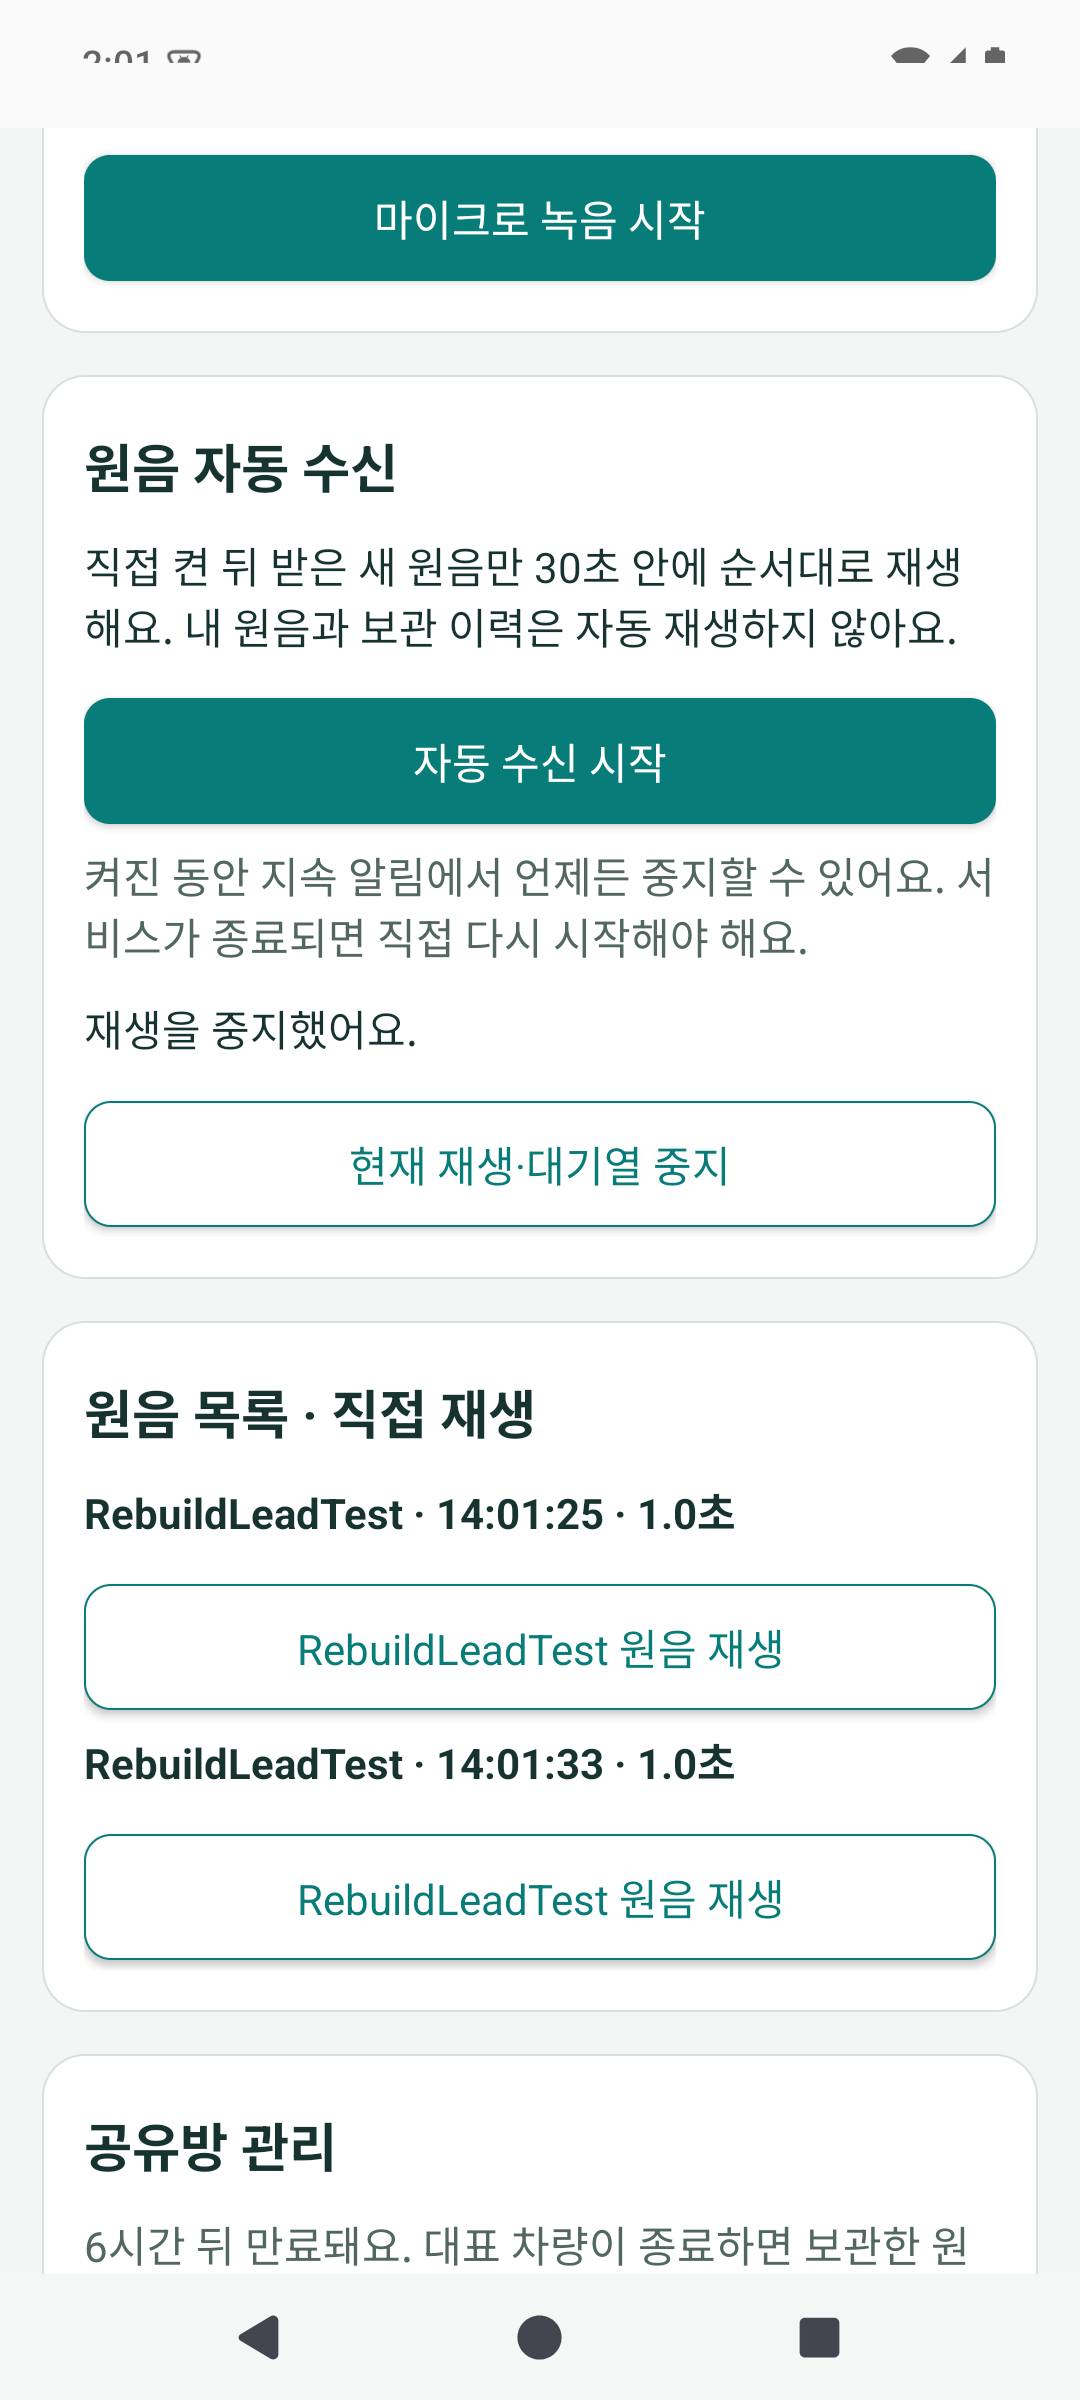 2:01
마이크로 녹음 시작
원음 자동 수신
직접 켠 뒤 받은 새 원음만 30초 안에 순서대로 재생
해요. 내 원음과 보관 이력은 자동 재생하지 않아요.
자동 수신 시작
켜진 동안 지속 알림에서 언제든 중지할 수 있어요. 서
비스가 종료되면 직접 다시 시작해야 해요.
재생을 중지했어요.
현재 재생·대기열 중지
원음 목록 · 직접 재생
RebuildLeadTest · 14:01:25 · 1.0초
RebuildLeadTest 원음 재생
RebuildLeadTest · 14:01:33 · 1.0초
RebuildLeadTest 원음 재생
공유방 관리
6시간 뒤 만료돼요. 대표 차량이 종료하면 보관한 원